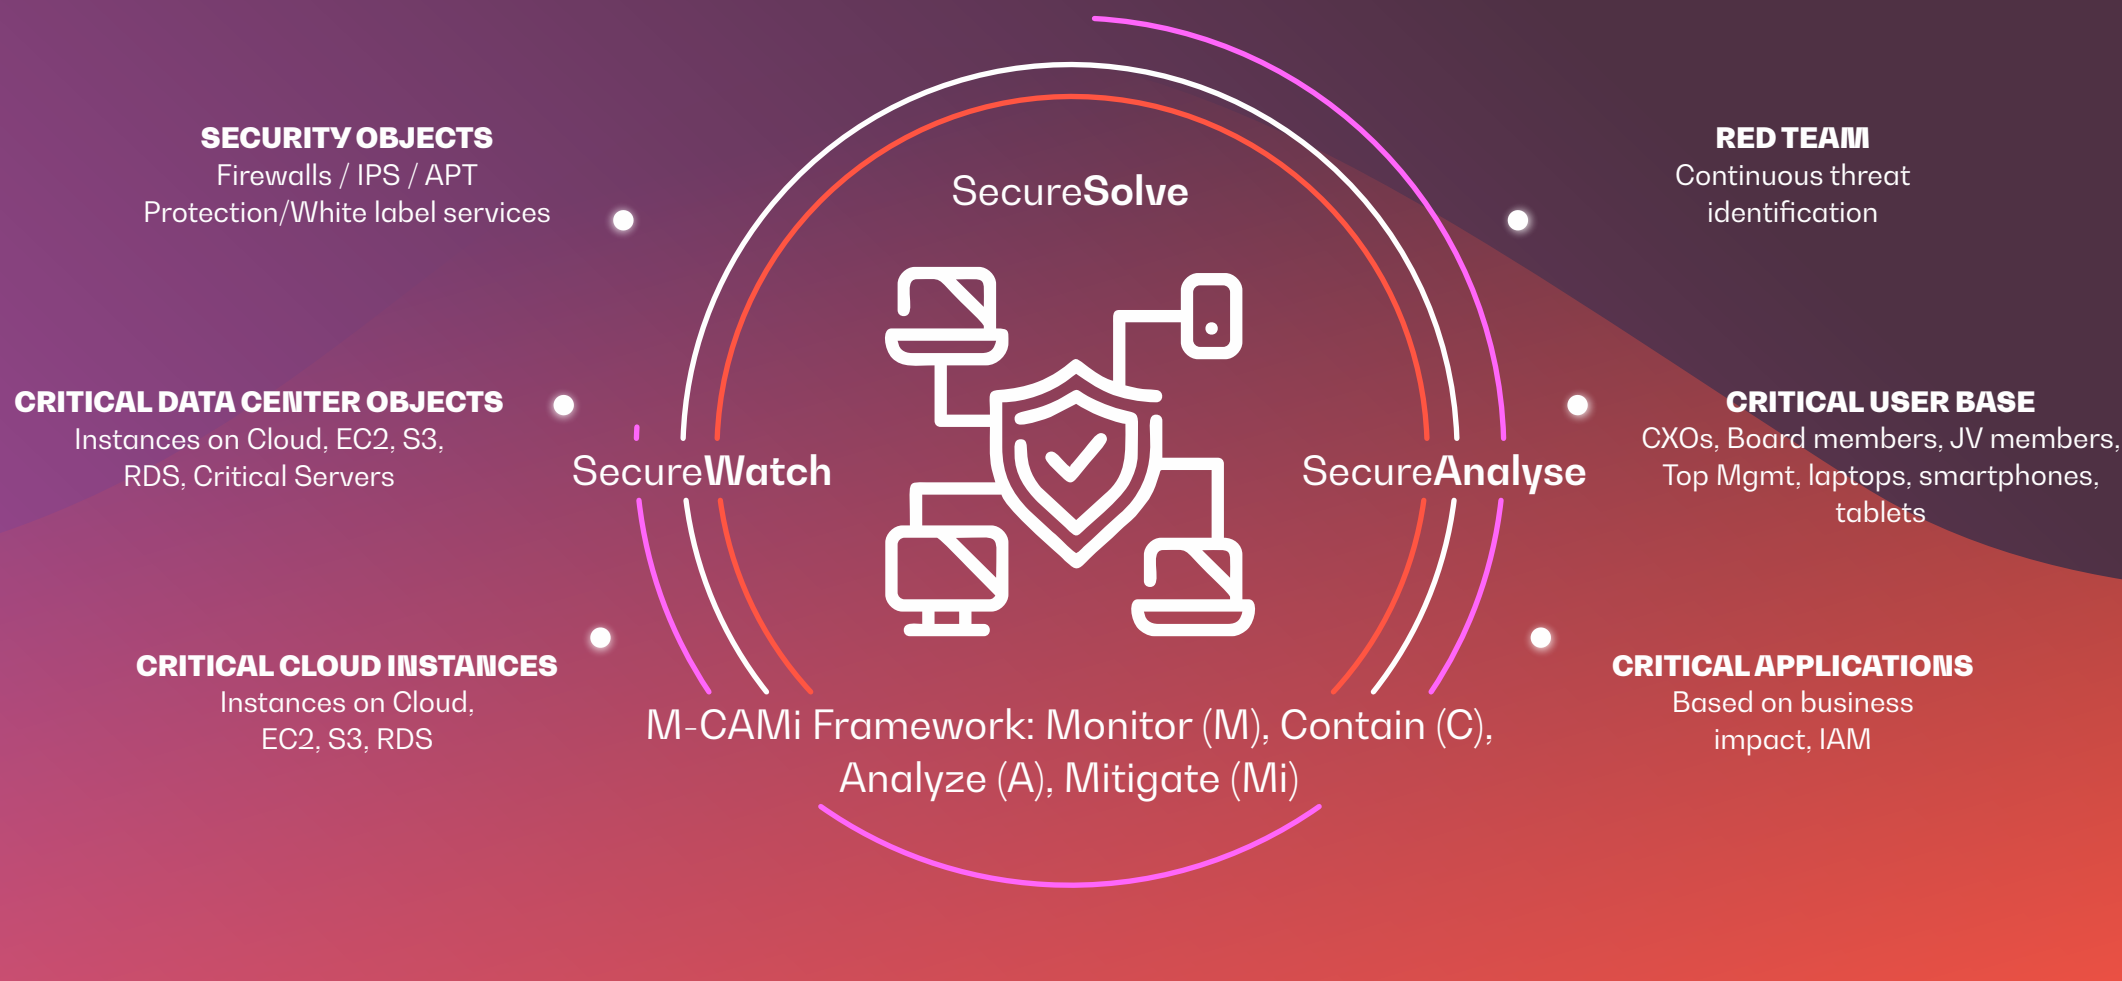 SECURITY OBJECTS
Firewalls / IPS / APT
Protection/White label services
CRITICAL DATA CENTER OBJECTS
Instances on Cloud, EC2, S3,
RDS, Critical Servers
CRITICAL CLOUD INSTANCES
Instances on Cloud,
EC2, S3, RDS
SecureSolve
SecureWatch
SecureAnalyse
M-CAMi Framework: Monitor (M), Contain (C),
Analyze (A), Mitigate (Mi)
RED TEAM
Continuous threat
identification
CRITICAL USER BASE
CXOs, Board members, JV members,
Top Mgmt, laptops, smartphones,
tablets
CRITICAL APPLICATIONS
Based on business
impact, IAM